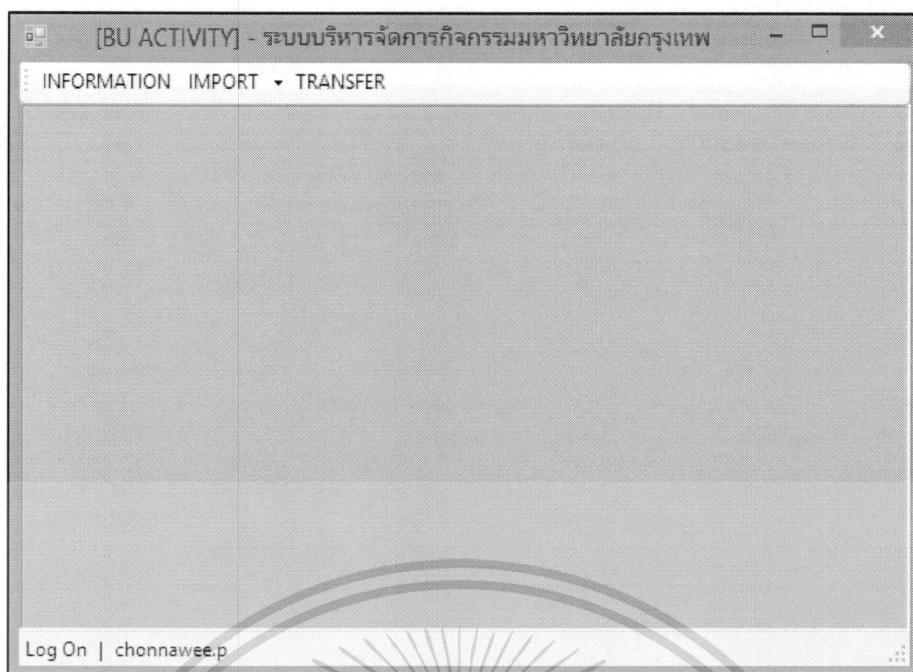 [BU ACTIVITY] - ระบบบริหารจัดการกิจกรรมมหาวิทยาลัยกรุงเทพ
INFORMATION IMPORT TRANSFER
Log On | chonnawee.p